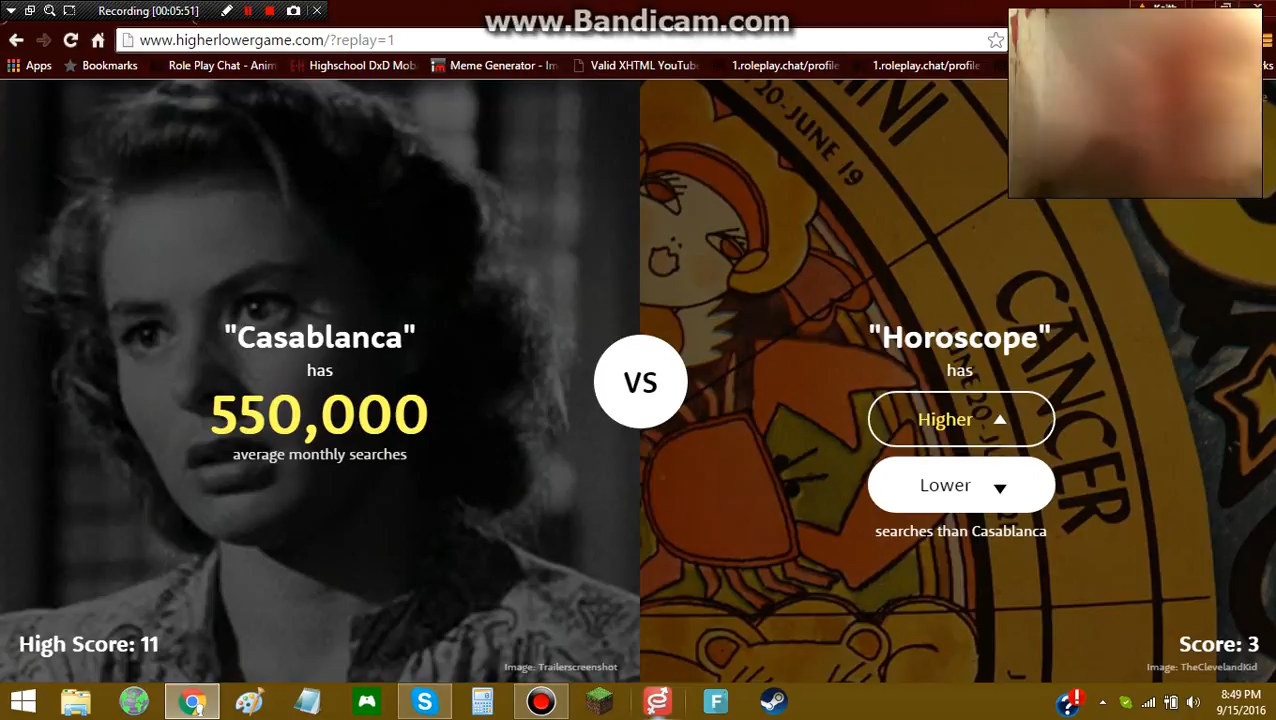 Recording [00:05:51]
www.Bandicam.com
www.higherlowergame.com/?replay=1
Apps
Bookmarks
Role Play Chat - Anim
Highschool DxD Mob
Meme Generator - Im
Valid XHTML YouTub
1.roleplay.chat/profile
1.roleplay.chat/profile
20-JUNE 19
CANCER
"Casablanca"
has
550,000
average monthly searches
VS
"Horoscope"
has
Higher
Lower
searches than Casablanca
High Score: 11
Image: Trailerscreenshot
Score: 3
Image: TheClevelandKid
8:49 PM
9/15/2016